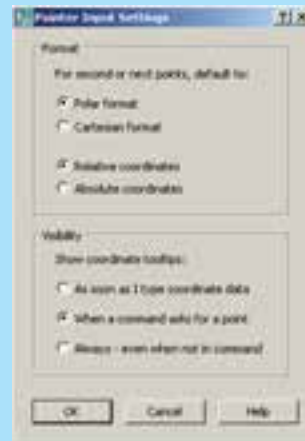 Pointer Input Settings
Format
For second or next points, default to:
Polar format
Cartesian format
Relative coordinates
Absolute coordinates
Visibility
Show coordinate tooltips:
As soon as I type coordinate data
When a command asks for a point
Always - even when not in command
OK
Cancel
Help